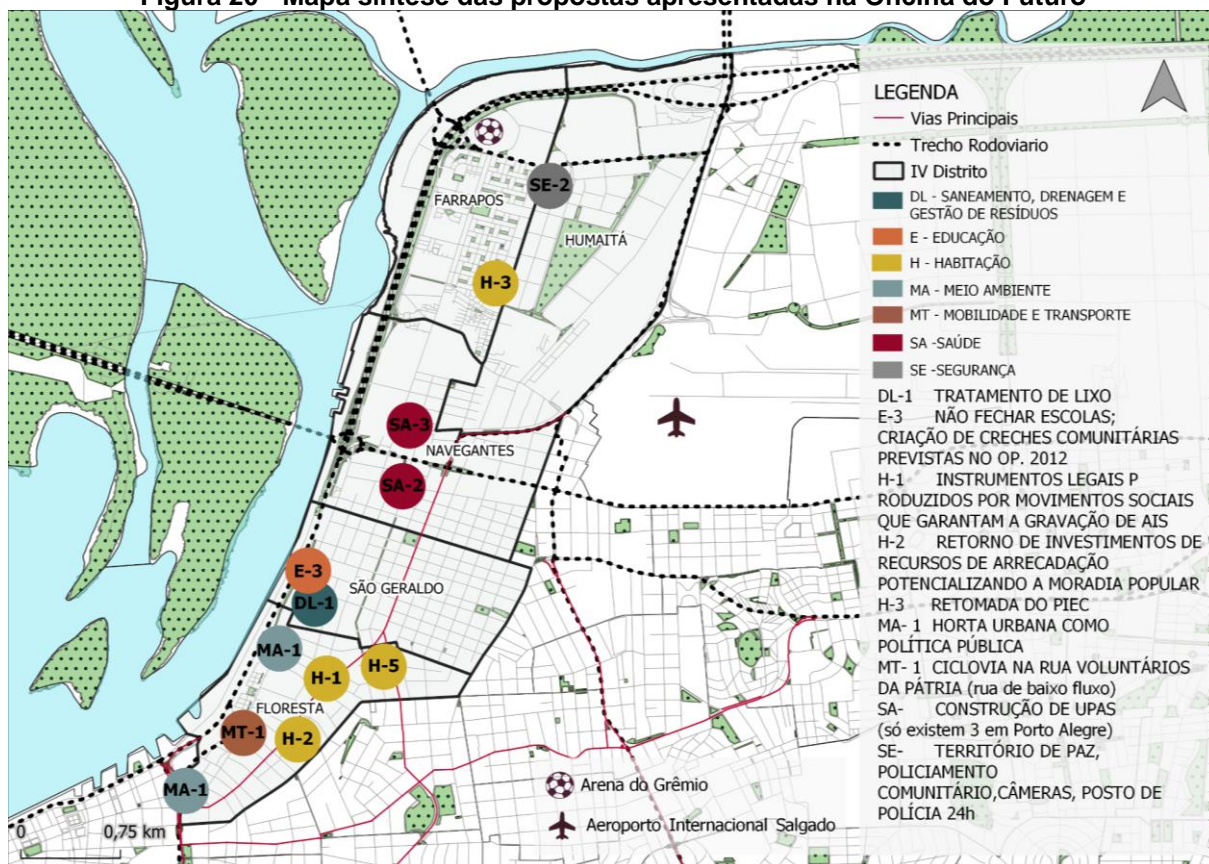 Figura 20 - Mapa síntese das propostas apresentadas na Oficina do Futuro
LEGENDA
Vias Principais
Trecho Rodoviario
IV Distrito
DL - SANEAMENTO, DRENAGEM E
GESTÃO DE RESÍDUOS
E - EDUCAÇÃO
H - HABITAÇÃO
MA - MEIO AMBIENTE
MT - MOBILIDADE E TRANSPORTE
SA -SAÚDE
SE -SEGURANÇA
DL-1 TRATAMENTO DE LIXO
E-3 NÃO FECHAR ESCOLAS;
CRIAÇÃO DE CRECHES COMUNITÁRIAS
PREVISTAS NO OP. 2012
H-1 INSTRUMENTOS LEGAIS P
RODUZIDOS POR MOVIMENTOS SOCIAIS
QUE GARANTAM A GRAVAÇÃO DE AIS
H-2 RETORNO DE INVESTIMENTOS DE
RECURSOS DE ARRECADAÇÃO
POTENCIALIZANDO A MORADIA POPULAR
H-3 RETOMADA DO PIEC
MA- 1 HORTA URBANA COMO
POLÍTICA PÚBLICA
MT- 1 CICLOVIA NA RUA VOLUNTÁRIOS
DA PÁTRIA (rua de baixo fluxo)
SA- CONSTRUÇÃO DE UPAS
(só existem 3 em Porto Alegre)
SE- TERRITÓRIO DE PAZ,
POLICIAMENTO
COMUNITÁRIO,CÂMERAS, POSTO DE
POLÍCIA 24h
SE-2
FARRAPOS
HUMAITÁ
H-3
SA-3
NAVEGANTES
SA-2
E-3
SÃO GERALDO
DL-1
MA-1
H-5
H-1
FLORESTA
MT-1
H-2
MA-1
Arena do Grêmio
Aeroporto Internacional Salgado
0 0,75 km